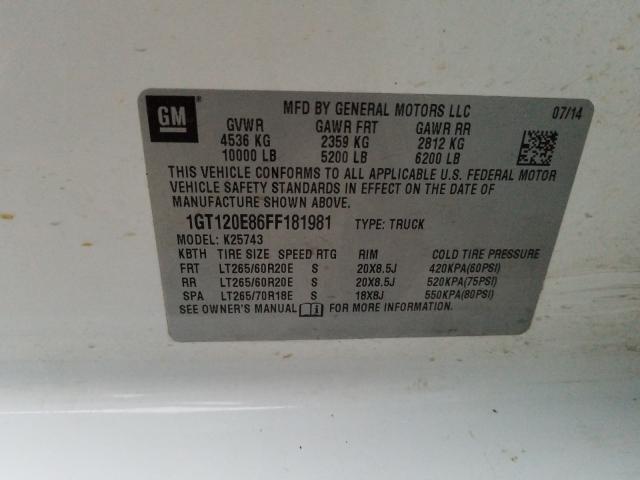 GM®
MFD BY GENERAL MOTORS LLC 07/14
GVWR GAWR FRT GAWR RR
4536 KG 2359 KG 2812 KG
10000 LB 5200 LB 6200 LB
THIS VEHICLE CONFORMS TO ALL APPLICABLE U.S. FEDERAL MOTOR
VEHICLE SAFETY STANDARDS IN EFFECT ON THE DATE OF
MANUFACTURE SHOWN ABOVE.
1GT120E86FF181981 TYPE: TRUCK
MODEL: K25743
KBTH TIRE SIZE SPEED RTG RIM COLD TIRE PRESSURE
FRT LT265/60R20E S 20X8.5J 420KPA(60PSI)
RR LT265/60R20E S 20X8.5J 520KPA(75PSI)
SPA LT265/70R18E S 18X8J 550KPA(80PSI)
SEE OWNER'S MANUAL i FOR MORE INFORMATION.